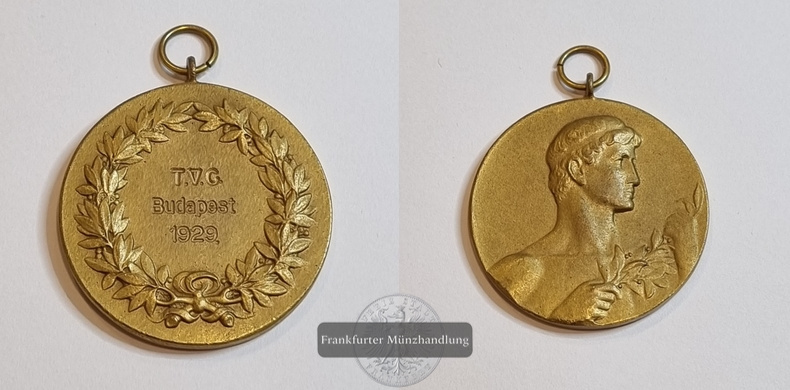 T.V.G.
Budapest
1929
Frankfurter Münzhandlung